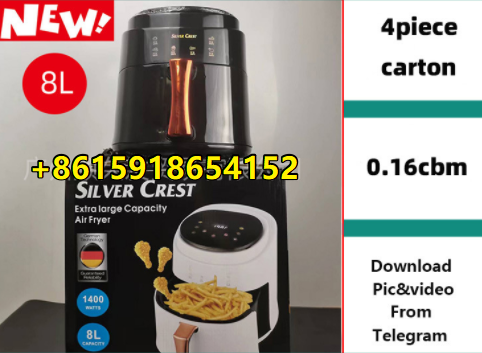 NEW!
8L
SILVER CREST
+8615918654152
SILVER CREST
Extra large Capacity
Air Fryer
1400
WATTS
8L
CAPACITY
4piece
carton
0.16cbm
Download
Pic&video
From
Telegram